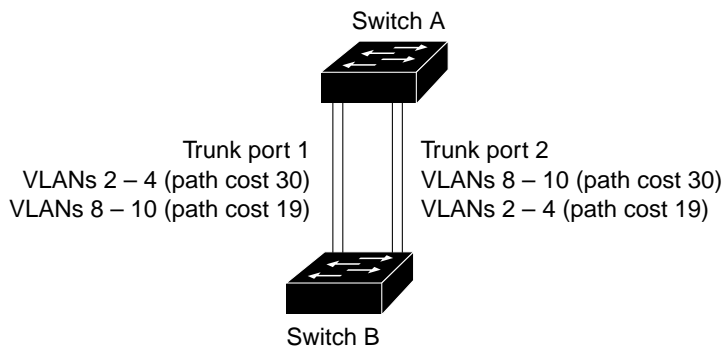 Switch A
Trunk port 1
VLANs 2 – 4 (path cost 30)
VLANs 8 – 10 (path cost 19)
Trunk port 2
VLANs 8 – 10 (path cost 30)
VLANs 2 – 4 (path cost 19)
Switch B